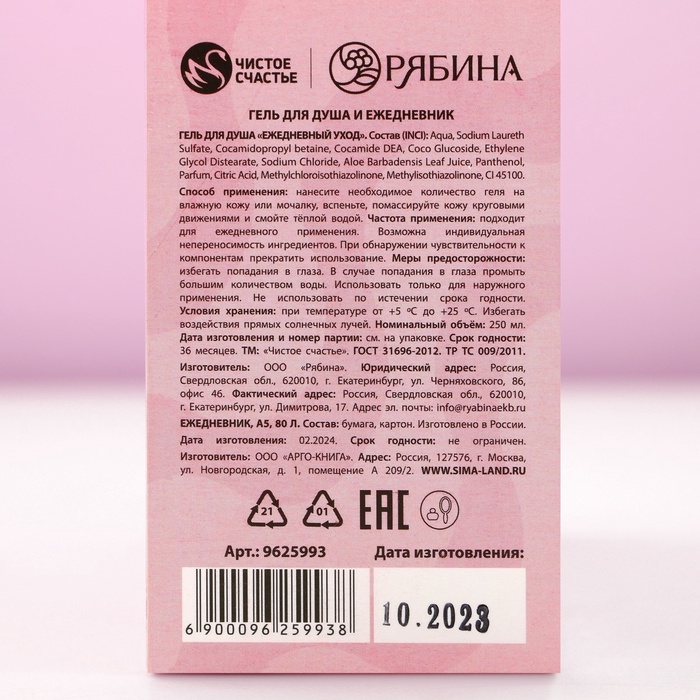 ЧИСТОЕ
СЧАСТЬЕ
РЯБИНА
ГЕЛЬ ДЛЯ ДУША И ЕЖЕДНЕВНИК
ГЕЛЬ ДЛЯ ДУША «ЕЖЕДНЕВНЫЙ УХОД». Состав (INCI): Aqua, Sodium Laureth
Sulfate, Cocamidopropyl betaine, Cocamide DEA, Coco Glucoside, Ethylene
Glycol Distearate, Sodium Chloride, Aloe Barbadensis Leaf Juice, Panthenol,
Parfum, Citric Acid, Methylchloroisothiazolinone, Methylisothiazolinone, CI 45100.
Способ применения: нанесите необходимое количество геля на
влажную кожу или мочалку, вспеньте, помассируйте кожу круговыми
движениями и смойте тёплой водой. Частота применения: подходит
для ежедневного применения. Возможна индивидуальная
непереносимость ингредиентов. При обнаружении чувствительности к
компонентам прекратить использование. Меры предосторожности:
избегать попадания в глаза. В случае попадания в глаза промыть
большим количеством воды. Использовать только для наружного
применения. Не использовать по истечении срока годности.
Условия хранения: при температуре от +5 ºС до +25 ºС. Избегать
воздействия прямых солнечных лучей. Номинальный объём: 250 мл.
Дата изготовления и номер партии: см. на упаковке. Срок годности:
36 месяцев. ТМ: «Чистое счастье». ГОСТ 31696-2012. ТР ТС 009/2011.
Изготовитель: ООО «Рябина». Юридический адрес: Россия,
Свердловская обл., 620010, г. Екатеринбург, ул. Черняховского, 86,
офис 46. Фактический адрес: Россия, Свердловская обл., 620010,
г. Екатеринбург, ул. Димитрова, 17. Адрес эл. почты: info@ryabinaekb.ru
ЕЖЕДНЕВНИК, А5, 80 Л. Состав: бумага, картон. Изготовлено в России.
Дата изготовления: 02.2024. Срок годности: не ограничен.
Изготовитель: ООО «АРГО-КНИГА». Адрес: Россия, 127576, г. Москва,
ул. Новгородская, д. 1, помещение А 209/2. WWW.SIMA-LAND.RU
21 01 EAC
Арт.: 9625993 Дата изготовления:
6 900096 259938
10.2023